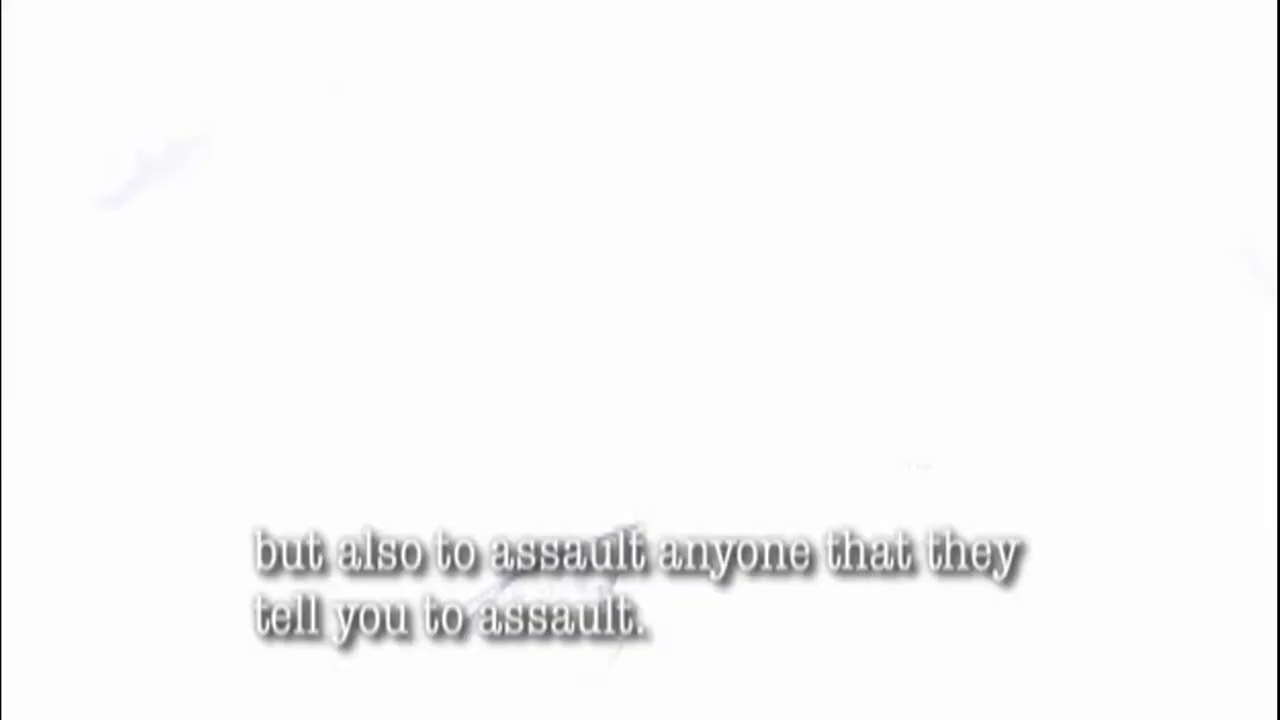 but also to assault anyone that they
tell you to assault.